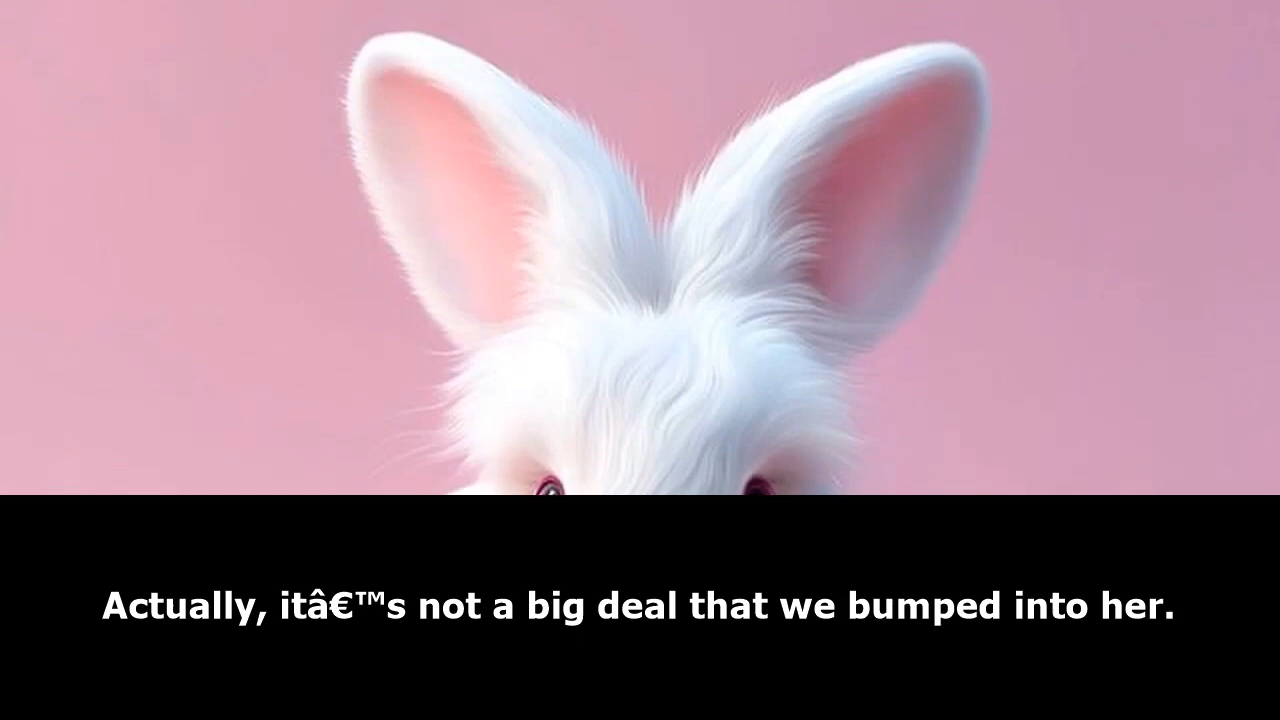 Actually, itâ€™s not a big deal that we bumped into her.